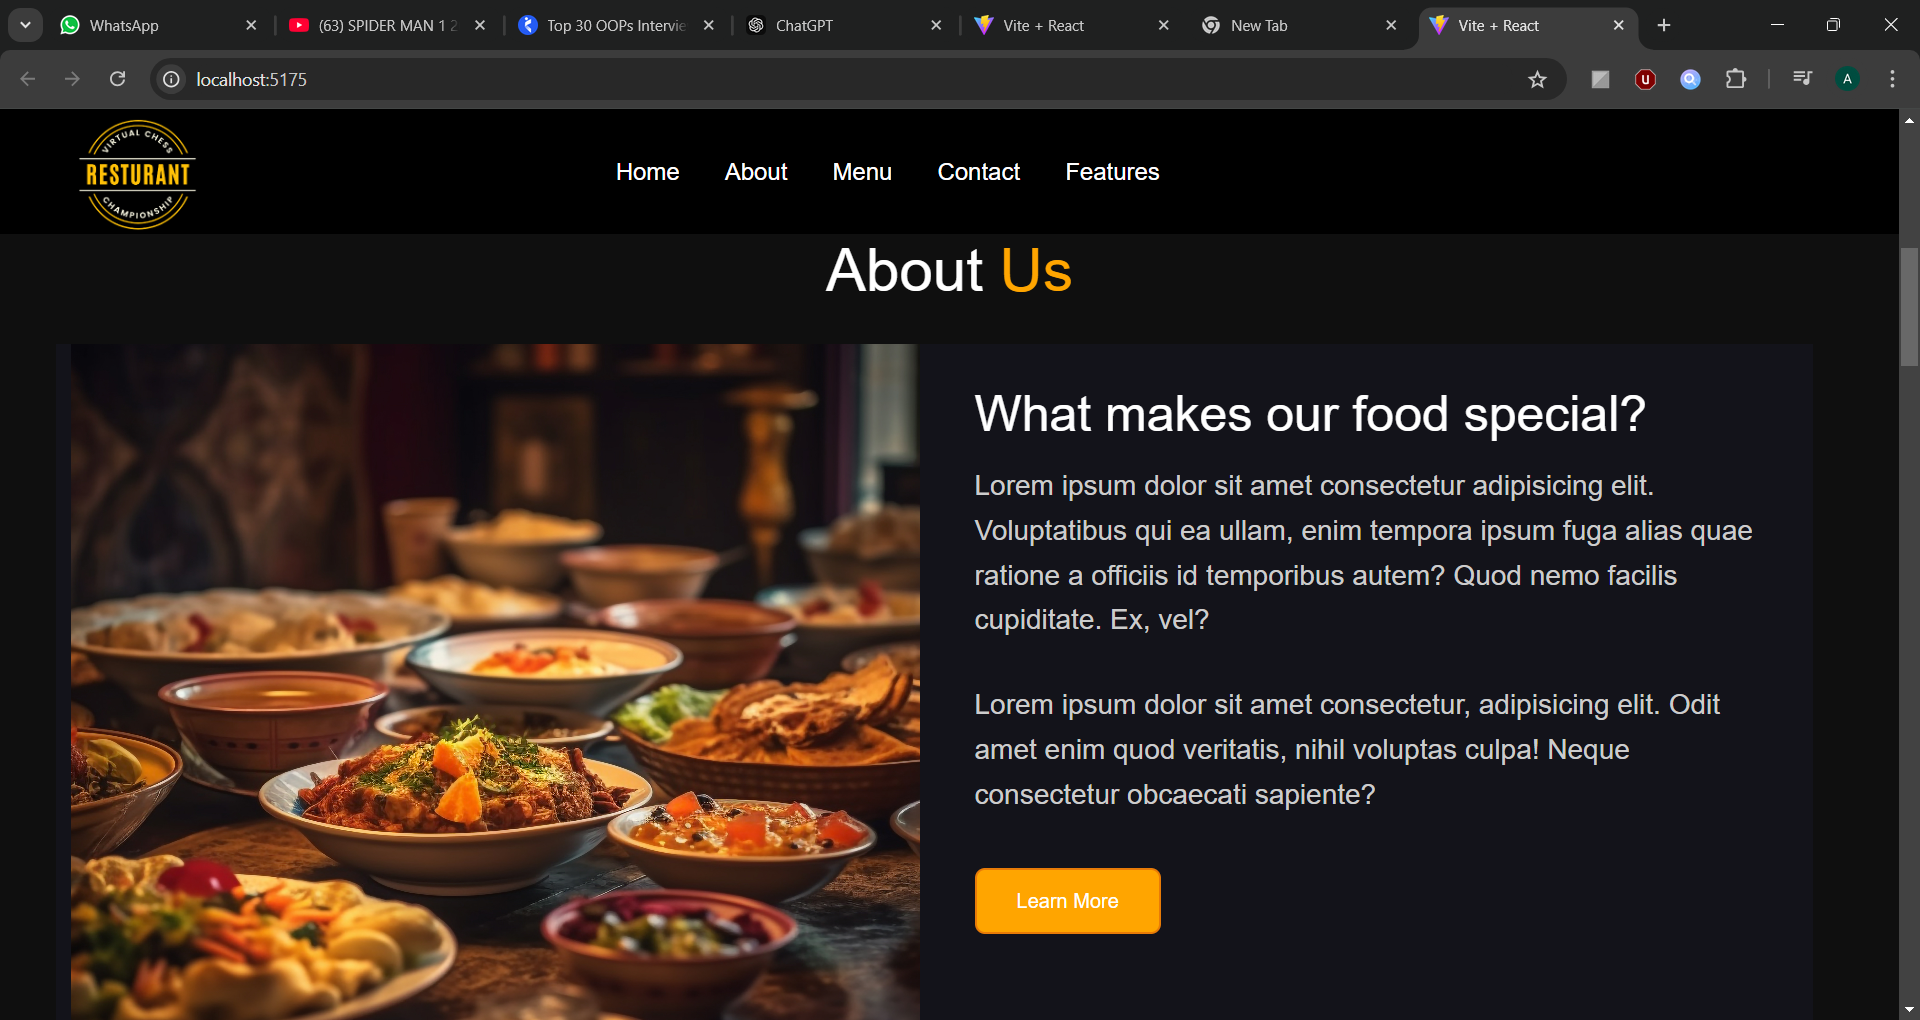 WhatsApp
(63) SPIDER MAN 1 2
Top 30 OOPs Intervie
ChatGPT
Vite + React
New Tab
Vite + React
localhost:5175
u
A
VIRTUAL CHESS
RESTURANT
CHAMPIONSHIP
Home
About
Menu
Contact
Features
About Us
What makes our food special?
Lorem ipsum dolor sit amet consectetur adipisicing elit.
Voluptatibus qui ea ullam, enim tempora ipsum fuga alias quae
ratione a officiis id temporibus autem? Quod nemo facilis
cupiditate. Ex, vel?
Lorem ipsum dolor sit amet consectetur, adipisicing elit. Odit
amet enim quod veritatis, nihil voluptas culpa! Neque
consectetur obcaecati sapiente?
Learn More